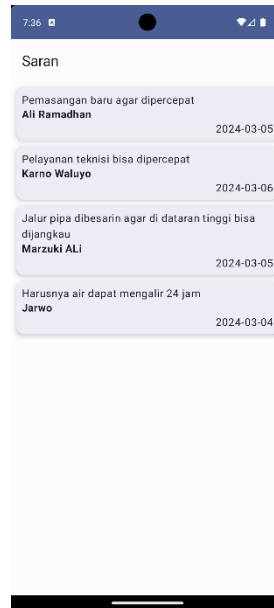 7:36
Saran
Pemasangan baru agar dipercepat
Ali Ramadhan
2024-03-05
Pelayanan teknisi bisa dipercepat
Karno Waluyo
2024-03-06
Jalur pipa dibesarin agar di dataran tinggi bisa
dijangkau
Marzuki ALi
2024-03-05
Harusnya air dapat mengalir 24 jam
Jarwo
2024-03-04